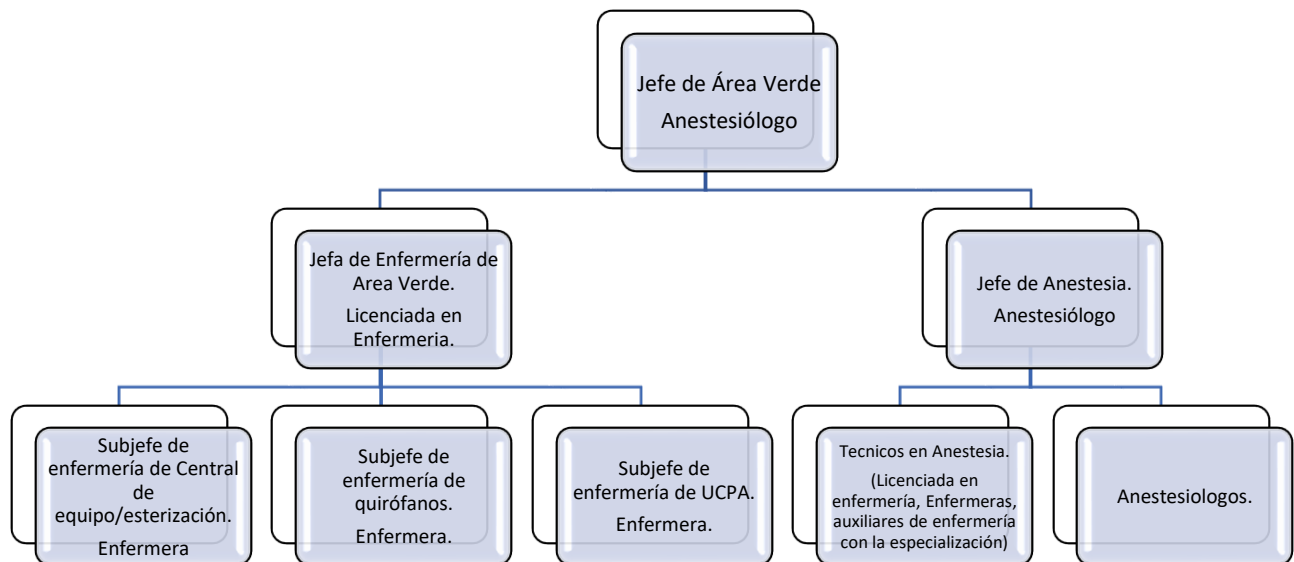 Jefe de Área Verde
Anestesiólogo
Jefa de Enfermería de
Area Verde.
Licenciada en
Enfermeria.
Jefe de Anestesia.
Anestesiólogo
Subjefe de
enfermería de Central
de
equipo/esterización.
Enfermera
Subjefe de
enfermería de
quirófanos.
Enfermera.
Subjefe de
enfermería de UCPA.
Enfermera.
Tecnicos en Anestesia.
(Licenciada en
enfermería, Enfermeras,
auxiliares de enfermería
con la especialización)
Anestesiologos.